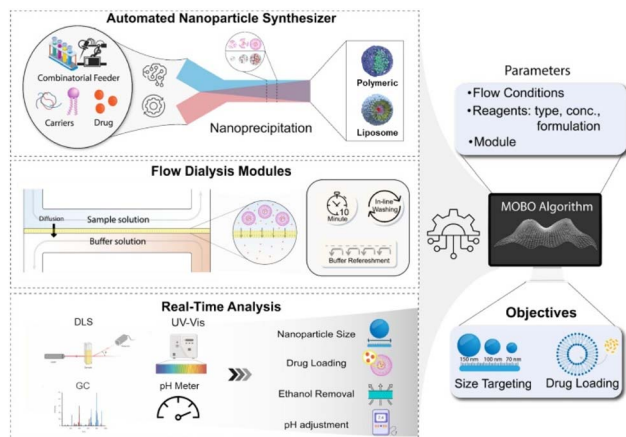 Automated Nanoparticle Synthesizer
Combinatorial Feeder
Carriers
Drug
Nanoprecipitation
Polymeric
Liposome
Flow Dialysis Modules
Diffusion
Sample solution
Buffer solution
10
Minute
In-line
Washing
Buffer Refereshment
Real-Time Analysis
DLS
UV-Vis
GC
pH Meter
Nanoparticle Size
Drug Loading
Ethanol Removal
pH adjustment
Parameters
•Flow Conditions
•Reagents: type, conc.,
formulation
•Module
MOBO Algorithm
Objectives
150 nm
100 nm
70 nm
Size Targeting
Drug Loading